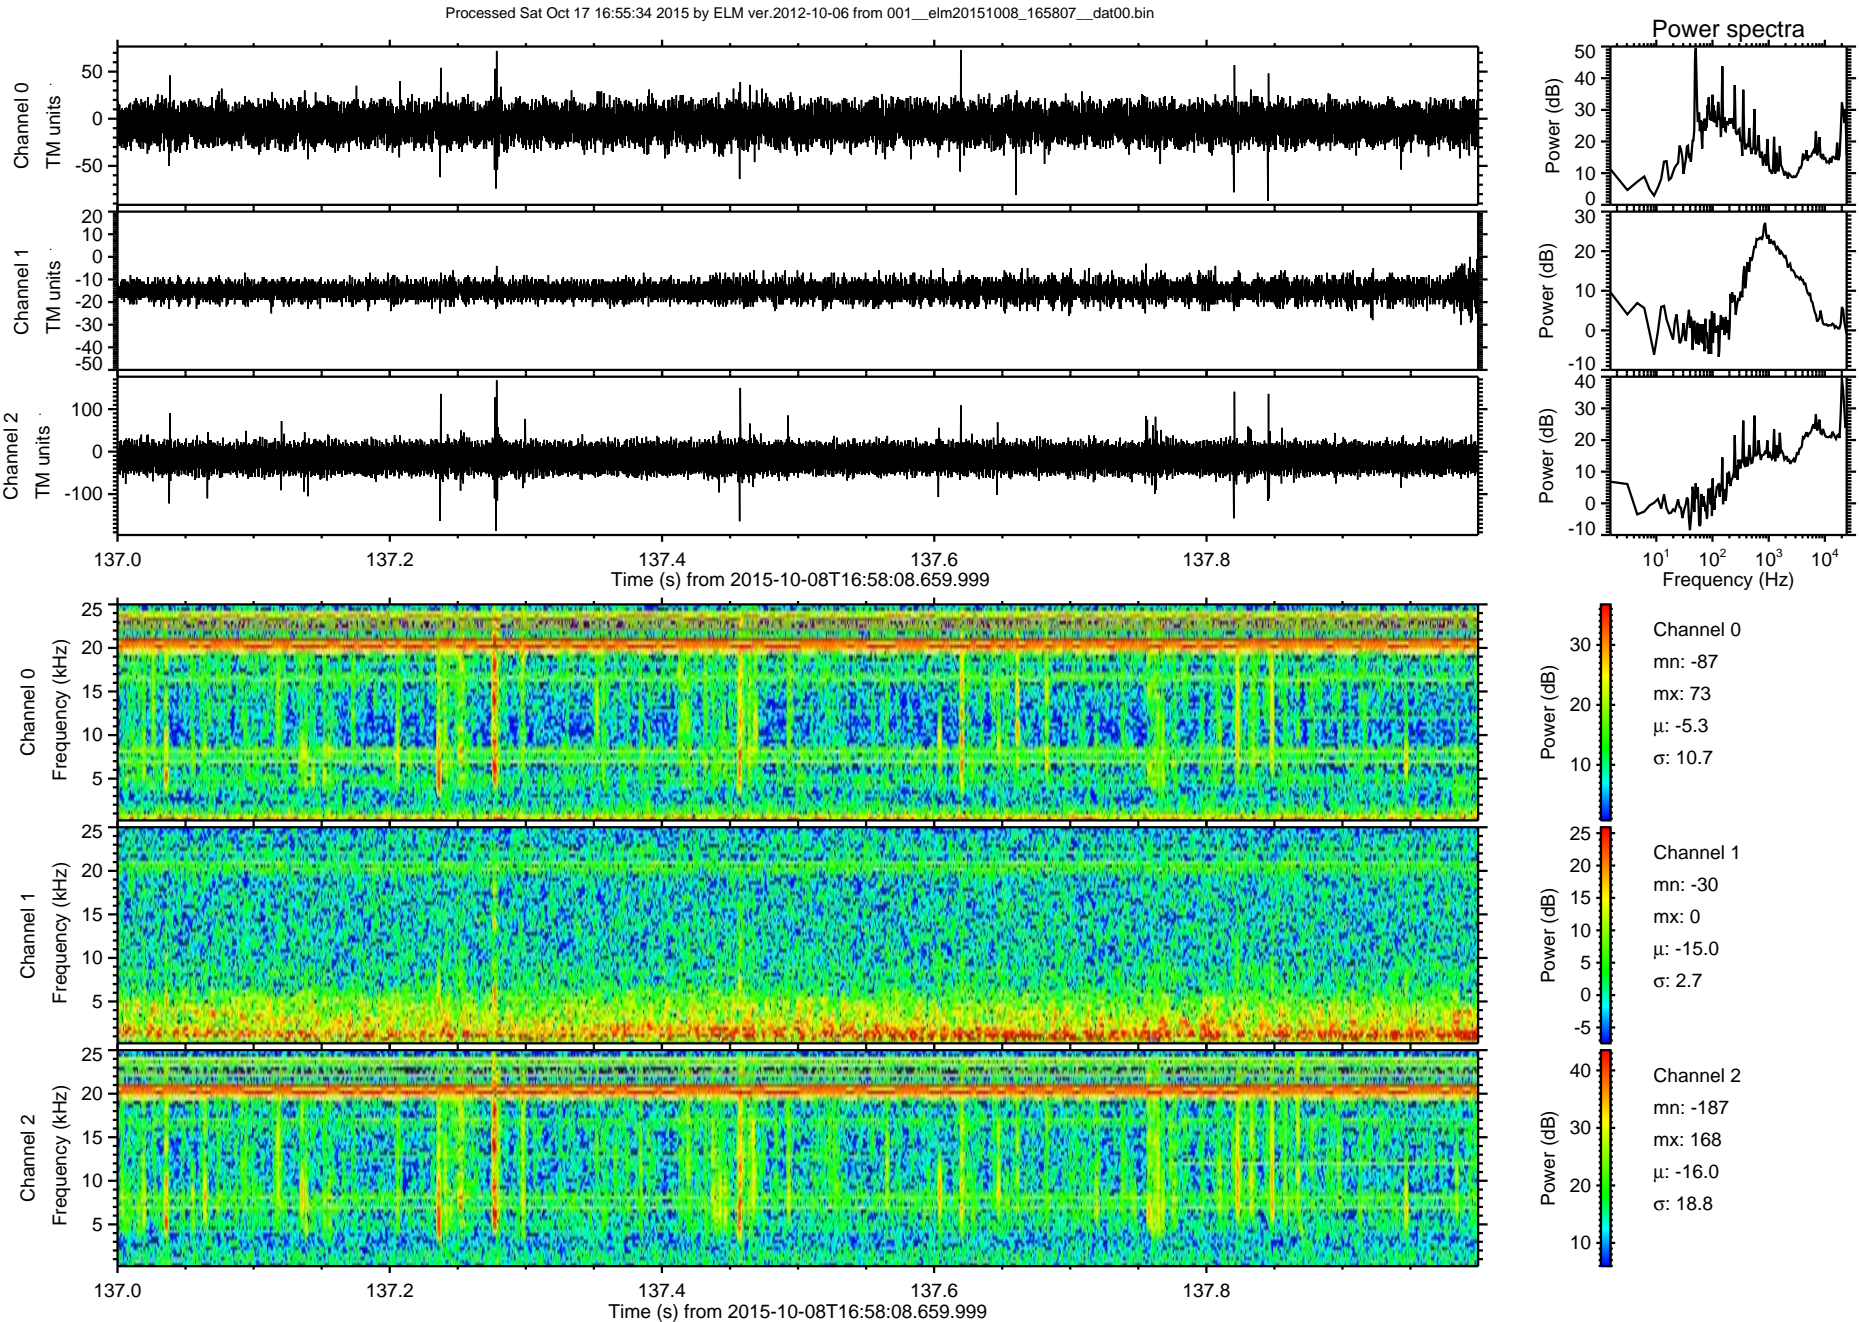 Processed Sat Oct 17 16:55:34 2015 by ELM ver.2012-10-06 from 001__elm20151008_165807__dat00.bin
Power spectra
Channel 0
TM units
50
0
-50
Power (dB)
50
40
30
20
10
0
Channel 1
TM units
20
10
0
-10
-20
-30
-40
-50
Power (dB)
30
20
10
0
-10
Channel 2
TM units
100
0
-100
Power (dB)
40
30
20
10
0
-10
137.0 137.2 137.4 137.6 137.8
Time (s) from 2015-10-08T16:58:08.659.999
10¹ 10² 10³ 10⁴
Frequency (Hz)
Channel 0
Frequency (kHz)
25
20
15
10
5
Power (dB)
30
20
10
Channel 0
mn: -87
mx: 73
µ: -5.3
σ: 10.7
Channel 1
Frequency (kHz)
25
20
15
10
5
Power (dB)
25
20
15
10
5
0
-5
Channel 1
mn: -30
mx: 0
µ: -15.0
σ: 2.7
Channel 2
Frequency (kHz)
25
20
15
10
5
Power (dB)
40
30
20
10
Channel 2
mn: -187
mx: 168
µ: -16.0
σ: 18.8
137.0 137.2 137.4 137.6 137.8
Time (s) from 2015-10-08T16:58:08.659.999